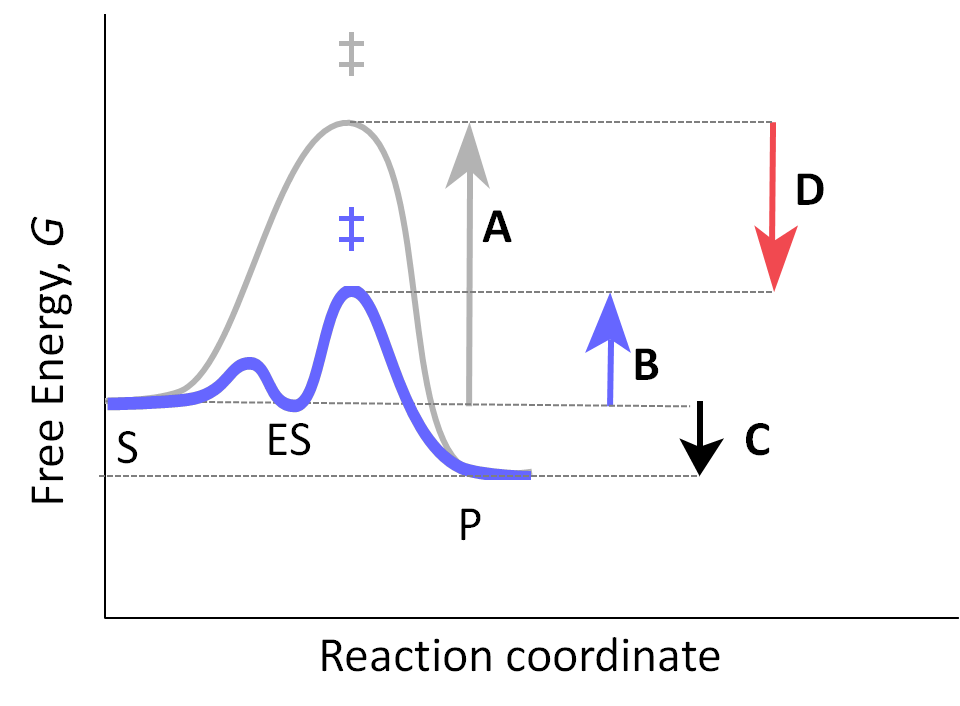 ‡
‡
A
D
B
C
S
ES
P
Free Energy, G
Reaction coordinate